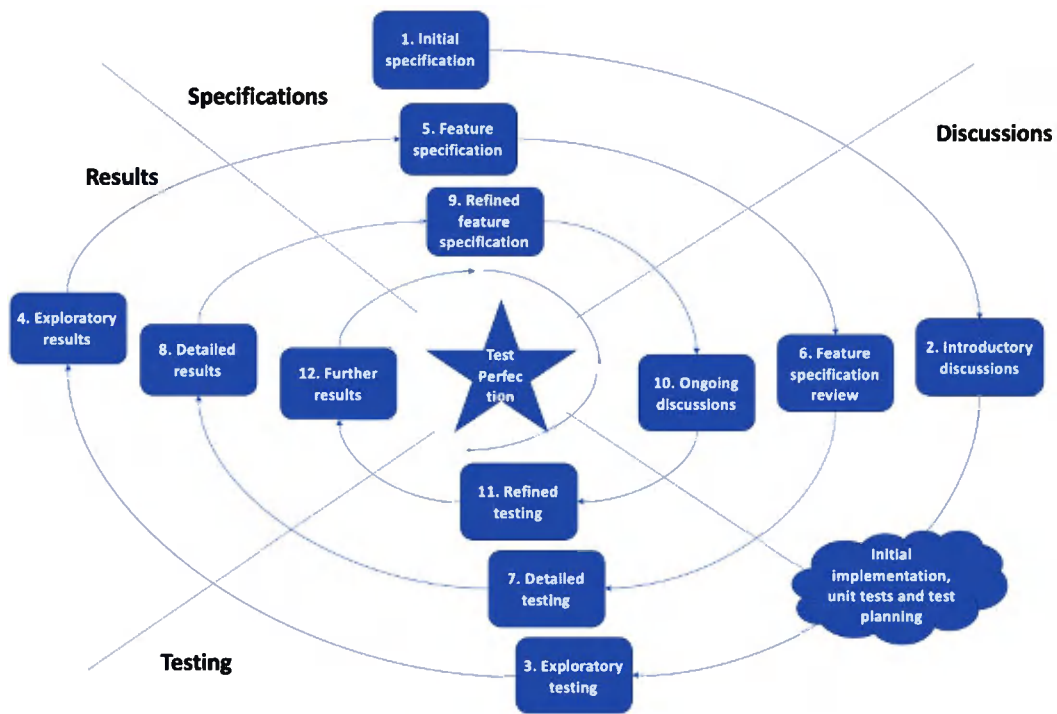 1. Initial
specification
Specifications
Discussions
5. Feature
specification
Results
9. Refined
feature
specification
4. Exploratory
results
8. Detailed
results
12. Further
results
Test
Perfec
tion
10. Ongoing
discussions
6. Feature
specification
review
2. Introductory
discussions
11. Refined
testing
Initial
implementation,
unit tests and test
planning
7. Detailed
testing
Testing
3. Exploratory
testing